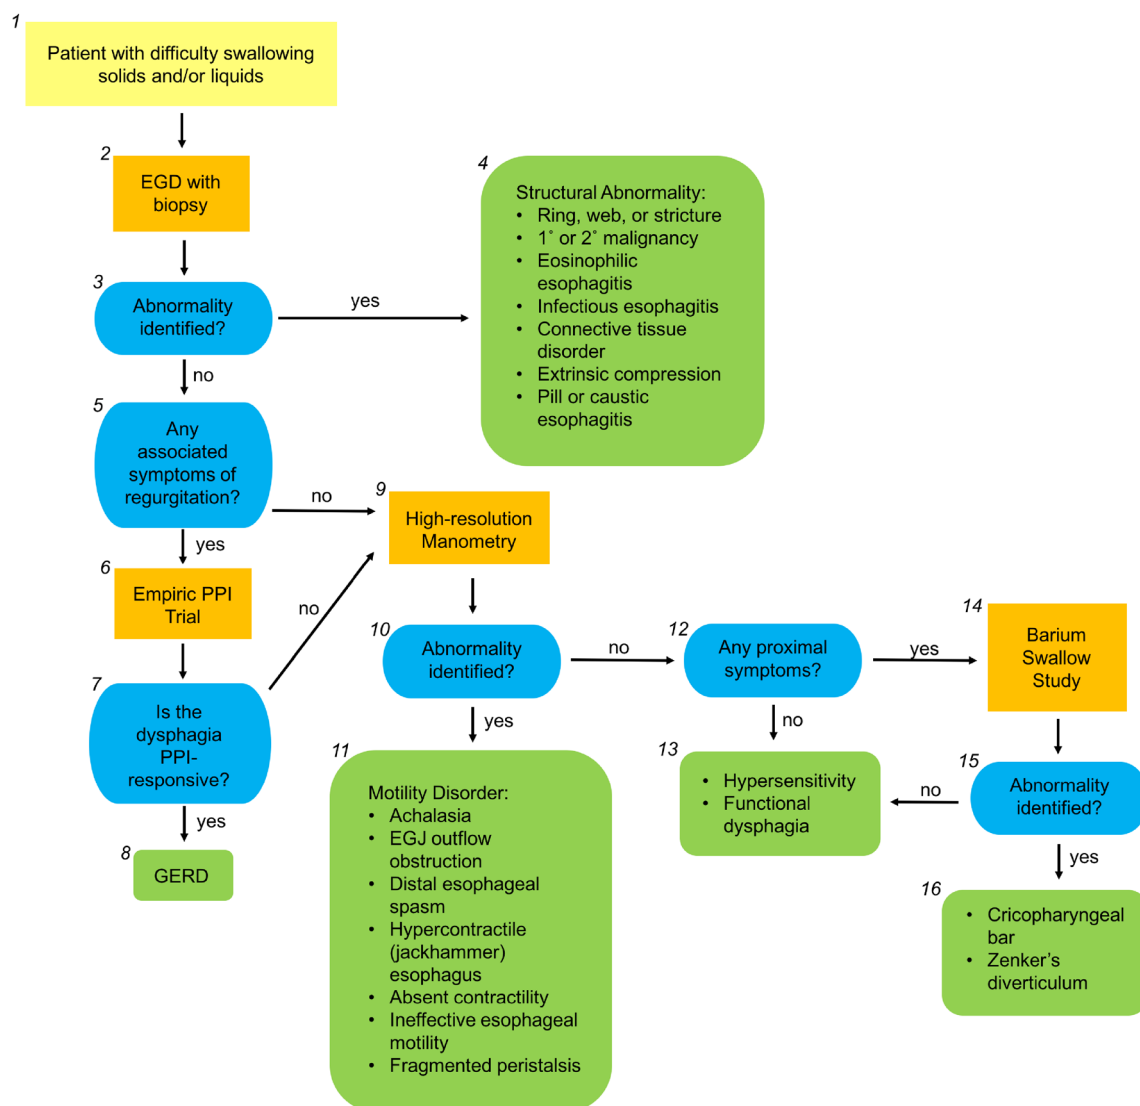 1
Patient with difficulty swallowing
solids and/or liquids
2
EGD with
biopsy
3
Abnormality
identified?
yes
no
4
Structural Abnormality:
• Ring, web, or stricture
• 1˚ or 2˚ malignancy
• Eosinophilic
esophagitis
• Infectious esophagitis
• Connective tissue
disorder
• Extrinsic compression
• Pill or caustic
esophagitis
5
Any
associated
symptoms of
regurgitation?
no
yes
6
Empiric PPI
Trial
7
Is the
dysphagia
PPI-
responsive?
no
yes
8
GERD
9
High-resolution
Manometry
10
Abnormality
identified?
no
yes
11
Motility Disorder:
• Achalasia
• EGJ outflow
obstruction
• Distal esophageal
spasm
• Hypercontractile
(jackhammer)
esophagus
• Absent contractility
• Ineffective esophageal
motility
• Fragmented peristalsis
12
Any proximal
symptoms?
yes
no
13
• Hypersensitivity
• Functional
dysphagia
14
Barium
Swallow
Study
15
Abnormality
identified?
no
yes
16
• Cricopharyngeal
bar
• Zenker’s
diverticulum